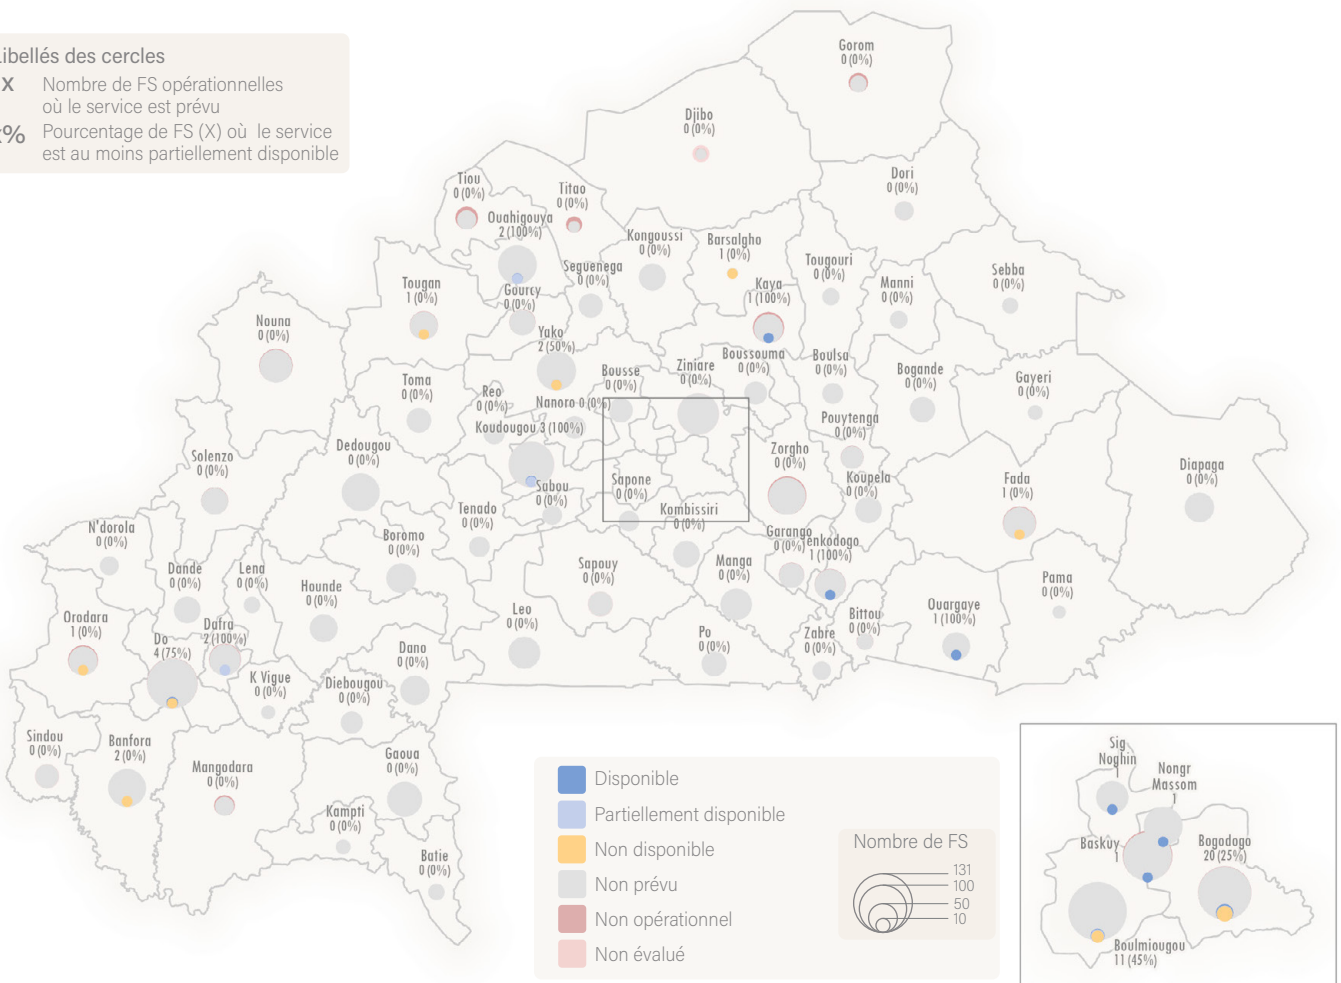 Libellés des cercles
X Nombre de FS opérationnelles
où le service est prévu
% Pourcentage de FS (X) où le service
est au moins partiellement disponible
Gorom
0 (0%)
Djibo
0 (0%)
Dori
0 (0%)
Tiou
0 (0%)
Titao
0 (0%)
Ouahigouya
2 (100%)
Kongoussi
0 (0%)
Barsalgho
1 (0%)
Tougouri
0 (0%)
Sebba
0 (0%)
Seguenega
0 (0%)
Kaya
1 (100%)
Manni
0 (0%)
Tougan
1 (0%)
Gourcy
0 (0%)
Nouna
0 (0%)
Yako
2 (50%)
Boussouma
0 (0%)
Boulsa
0 (0%)
Bousse
0 (0%)
Ziniare
0 (0%)
Bogande
0 (0%)
Gayeri
0 (0%)
Toma
0 (0%)
Reo
0 (0%)
Nanoro 0 (0%)
Pouytenga
0 (0%)
Koudougou 3 (100%)
Dedougou
0 (0%)
Solenzo
0 (0%)
Zorgho
0 (0%)
Diapaga
0 (0%)
Sabou
0 (0%)
Sapone
0 (0%)
Koupela
0 (0%)
Fada
1 (0%)
Tenado
0 (0%)
Kombissiri
0 (0%)
N'dorola
0 (0%)
Boromo
0 (0%)
Garango
0 (0%)
Tenkodogo
1 (100%)
Dande
0 (0%)
Lena
0 (0%)
Hounde
0 (0%)
Sapouy
0 (0%)
Manga
0 (0%)
Pama
0 (0%)
Orodara
1 (0%)
Dafra
2 (100%)
Leo
0 (0%)
Bittou
0 (0%)
Ouargaye
1 (100%)
Do
4 (75%)
Po
0 (0%)
Zabre
0 (0%)
Dano
0 (0%)
K Vigue
0 (0%)
Diebougou
0 (0%)
Sindou
0 (0%)
Banfora
2 (0%)
Mangodara
0 (0%)
Gaoua
0 (0%)
Kampti
0 (0%)
Batie
0 (0%)
Disponible
Partiellement disponible
Non disponible
Non prévu
Non opérationnel
Non évalué
Nombre de FS
131
100
50
10
Sig
Noghin
1
Nongr
Massom
1
Baskuy
1
Bogodogo
20 (25%)
Boulmiougou
11 (45%)